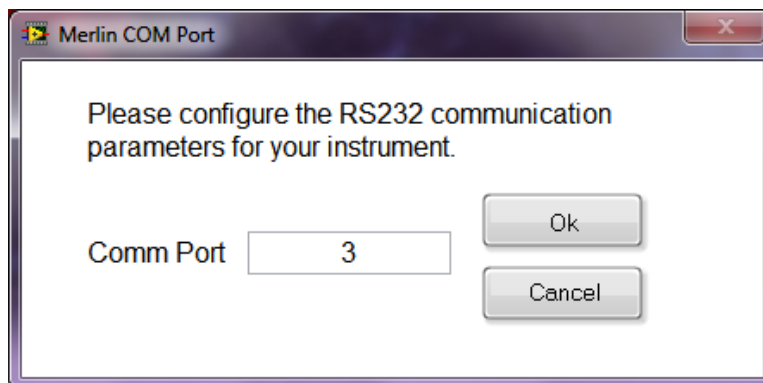 Merlin COM Port
Please configure the RS232 communication
parameters for your instrument.
Comm Port 3
Ok
Cancel